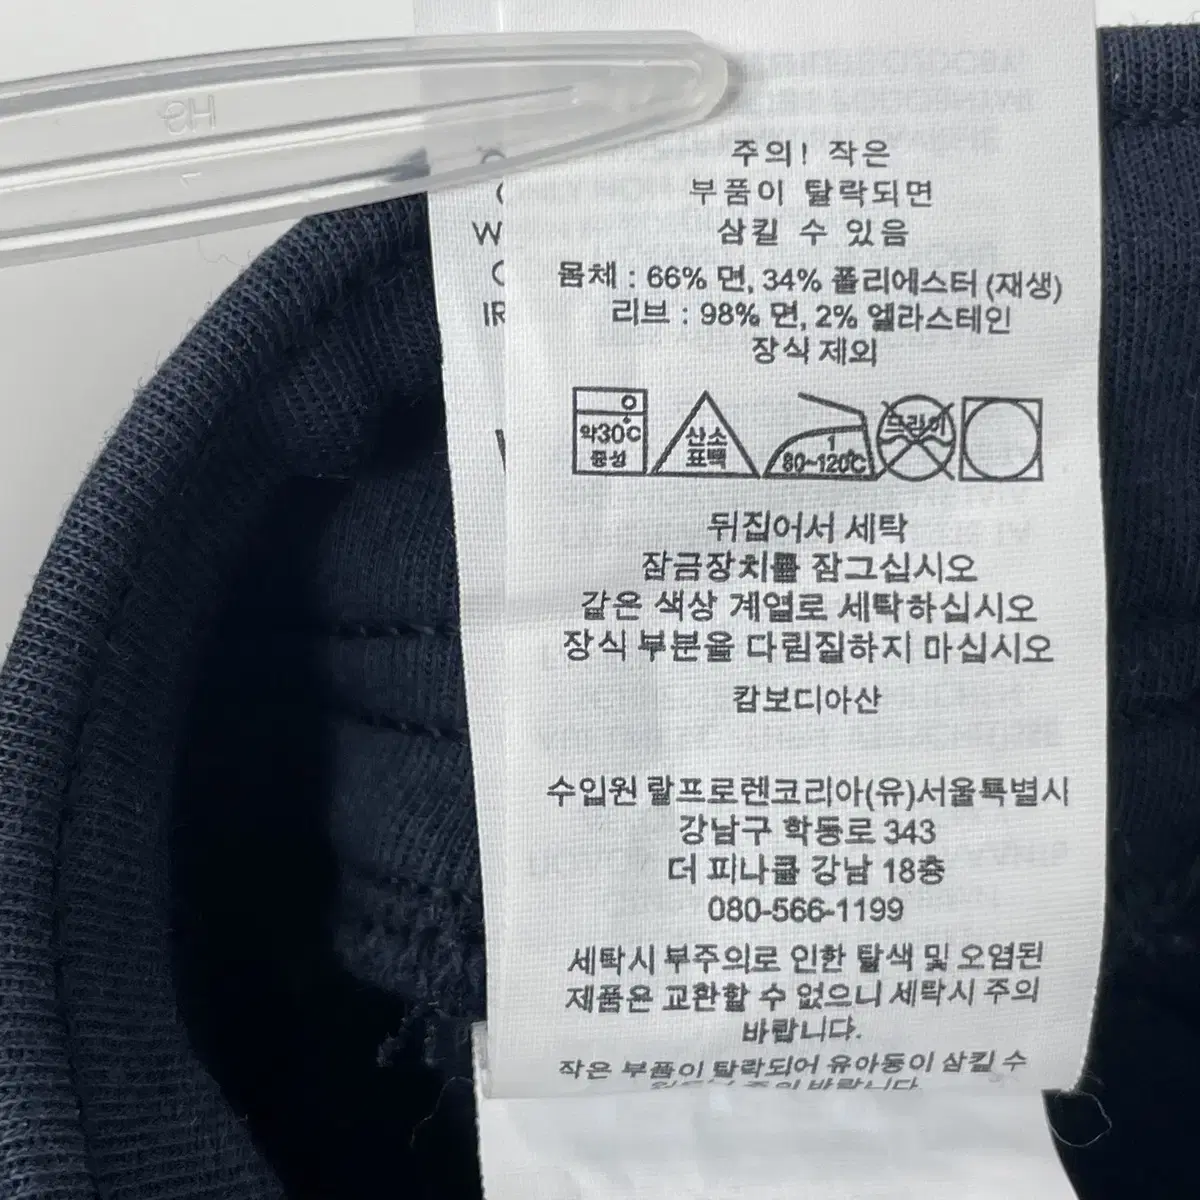 주의! 작은
부품이 탈락되면
삼킬 수 있음
W
IR
몸체 : 66% 면, 34% 폴리에스터 (재생)
리브 : 98% 면, 2% 엘라스테인
장식 제외
약30℃
중성
산소
표백
1
80~120℃
드라이
뒤집어서 세탁
잠금장치를 잠그십시오
같은 색상 계열로 세탁하십시오
장식 부분을 다림질하지 마십시오
캄보디아산
수입원 랄프로렌코리아(유)서울특별시
강남구 학동로 343
더 피나클 강남 18층
080-566-1199
세탁시 부주의로 인한 탈색 및 오염된
제품은 교환할 수 없으니 세탁시 주의
바랍니다.
작은 부품이 탈락되어 유아동이 삼킬 수
주의 바랍니다.